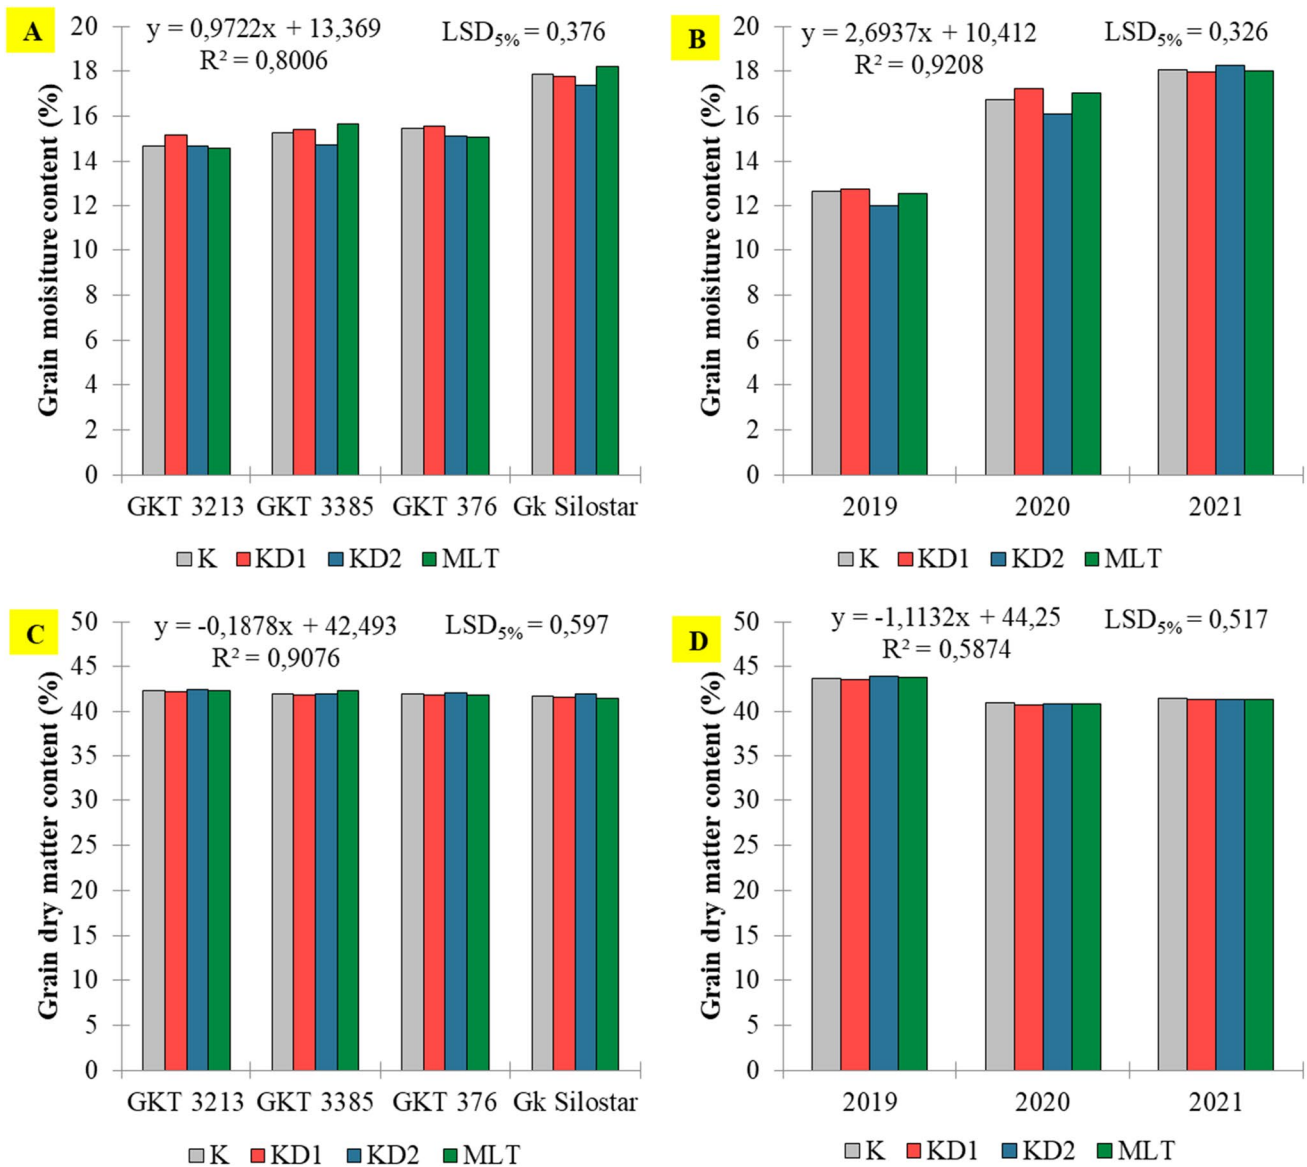 A
y = 0,9722x + 13,369
R² = 0,8006
LSD5% = 0,376
Grain moisiture content (%)
20
18
16
14
12
10
8
6
4
2
0
GKT 3213 GKT 3385 GKT 376 Gk Silostar
K KD1 KD2 MLT
B
y = 2,6937x + 10,412
R² = 0,9208
LSD5% = 0,326
Grain moisiture content (%)
20
18
16
14
12
10
8
6
4
2
0
2019 2020 2021
K KD1 KD2 MLT
C
y = -0,1878x + 42,493
R² = 0,9076
LSD5% = 0,597
Grain dry matter content (%)
50
45
40
35
30
25
20
15
10
5
0
GKT 3213 GKT 3385 GKT 376 Gk Silostar
K KD1 KD2 MLT
D
y = -1,1132x + 44,25
R² = 0,5874
LSD5% = 0,517
Grain dry matter content (%)
50
45
40
35
30
25
20
15
10
5
0
2019 2020 2021
K KD1 KD2 MLT